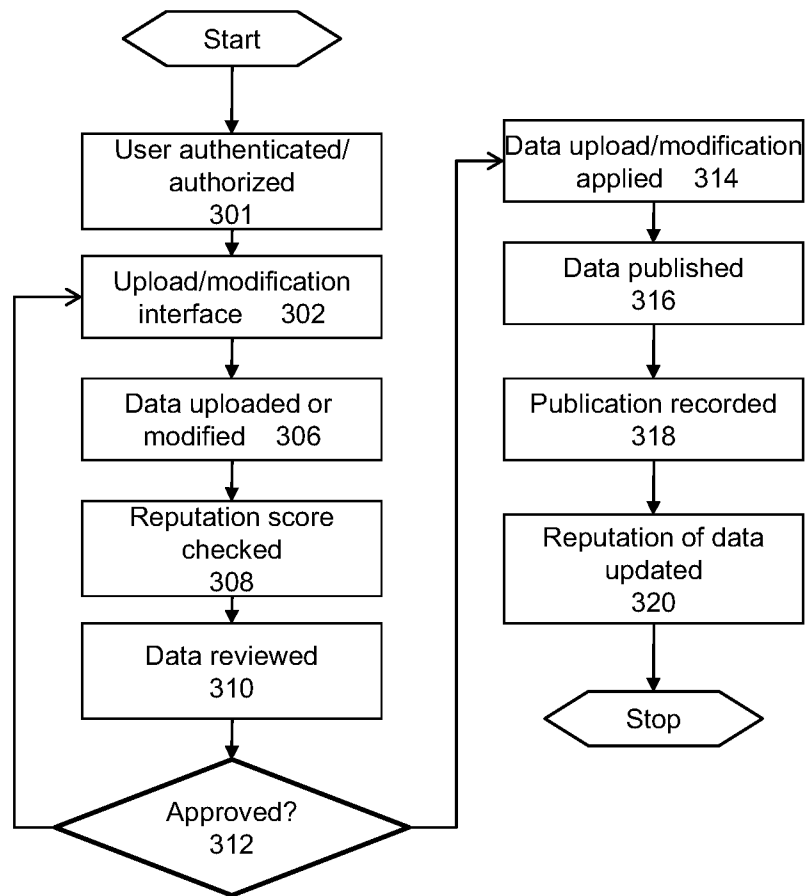 Start
User authenticated/
authorized
301
Upload/modification
interface 302
Data uploaded or
modified 306
Reputation score
checked
308
Data reviewed
310
Approved?
312
Data upload/modification
applied 314
Data published
316
Publication recorded
318
Reputation of data
updated
320
Stop